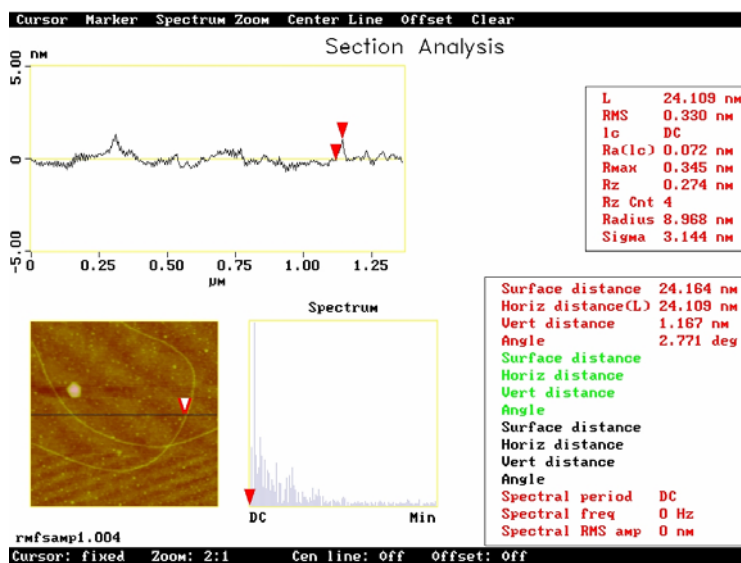 Cursor Marker Spectrum Zoom Center Line Offset Clear
Section Analysis
nm
5.00
0
-5.00
0 0.25 0.50 0.75 1.00 1.25
µM
L 24.109 nm
RMS 0.330 nm
lc DC
Ra(lc) 0.072 nm
Rmax 0.345 nm
Rz 0.274 nm
Rz Cnt 4
Radius 8.968 nm
Sigma 3.144 nm
Spectrum
DC Min
Surface distance 24.164 nm
Horiz distance(L) 24.109 nm
Vert distance 1.167 nm
Angle 2.771 deg
Surface distance
Horiz distance
Vert distance
Angle
Surface distance
Horiz distance
Vert distance
Angle
Spectral period DC
Spectral freq 0 Hz
Spectral RMS amp 0 nm
rmfsamp1.004
Cursor: fixed Zoom: 2:1 Cen line: Off Offset: Off